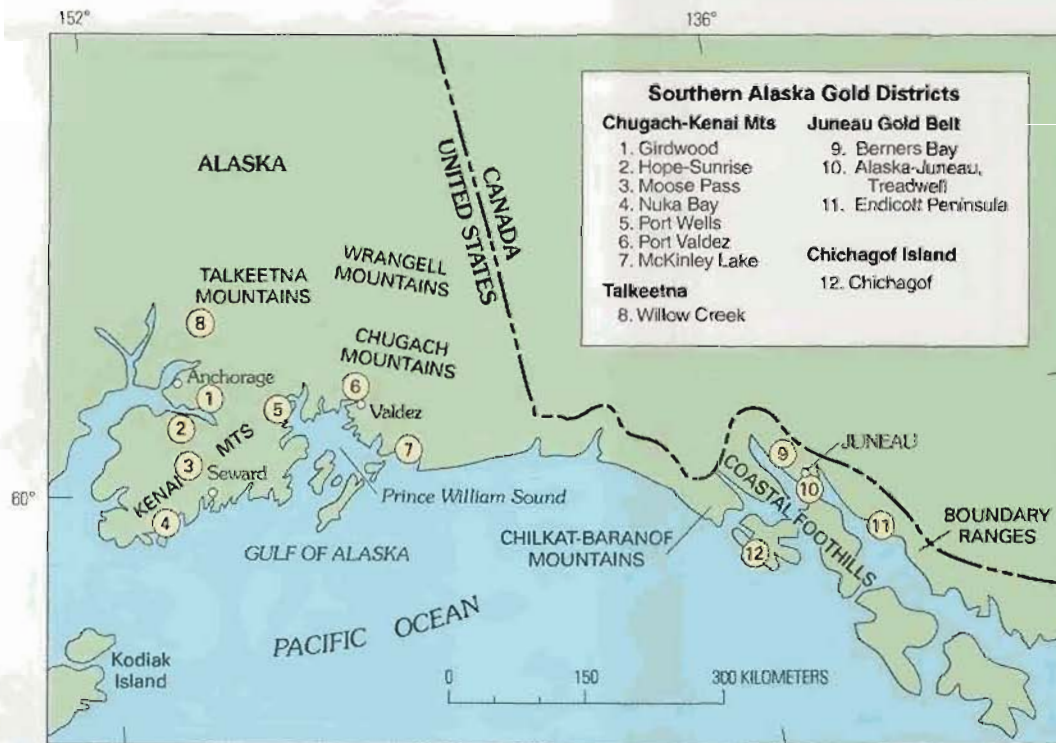 152°
136°
Southern Alaska Gold Districts
Chugach-Kenai Mts
1. Girdwood
2. Hope-Sunrise
3. Moose Pass
4. Nuka Bay
5. Port Wells
6. Port Valdez
7. McKinley Lake
Talkeetna
8. Willow Creek
Juneau Gold Belt
9. Berners Bay
10. Alaska-Juneau,
Treadwell
11. Endicott Peninsula
Chichagof Island
12. Chichagof
ALASKA
CANADA
UNITED STATES
WRANGELL
MOUNTAINS
TALKEETNA
MOUNTAINS
8
CHUGACH
MOUNTAINS
Anchorage
1
5
6
Valdez
2
MTS
7
3
Seward
KENAI
4
60°
Prince William Sound
GULF OF ALASKA
9
JUNEAU
10
COASTAL FOOTHILLS
11
BOUNDARY
RANGES
CHILKAT-BARANOF
MOUNTAINS
12
PACIFIC OCEAN
Kodiak
Island
0
150
300 KILOMETERS